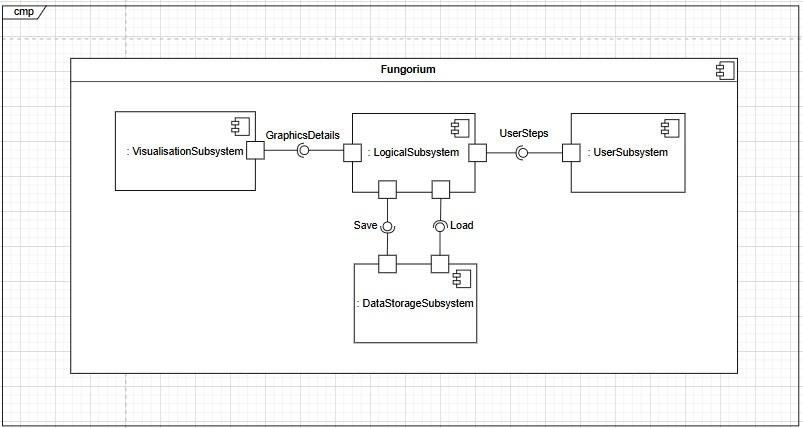 cmp
Fungorium
: VisualisationSubsystem
GraphicsDetails
: LogicalSubsystem
UserSteps
: UserSubsystem
Save
Load
: DataStorageSubsystem